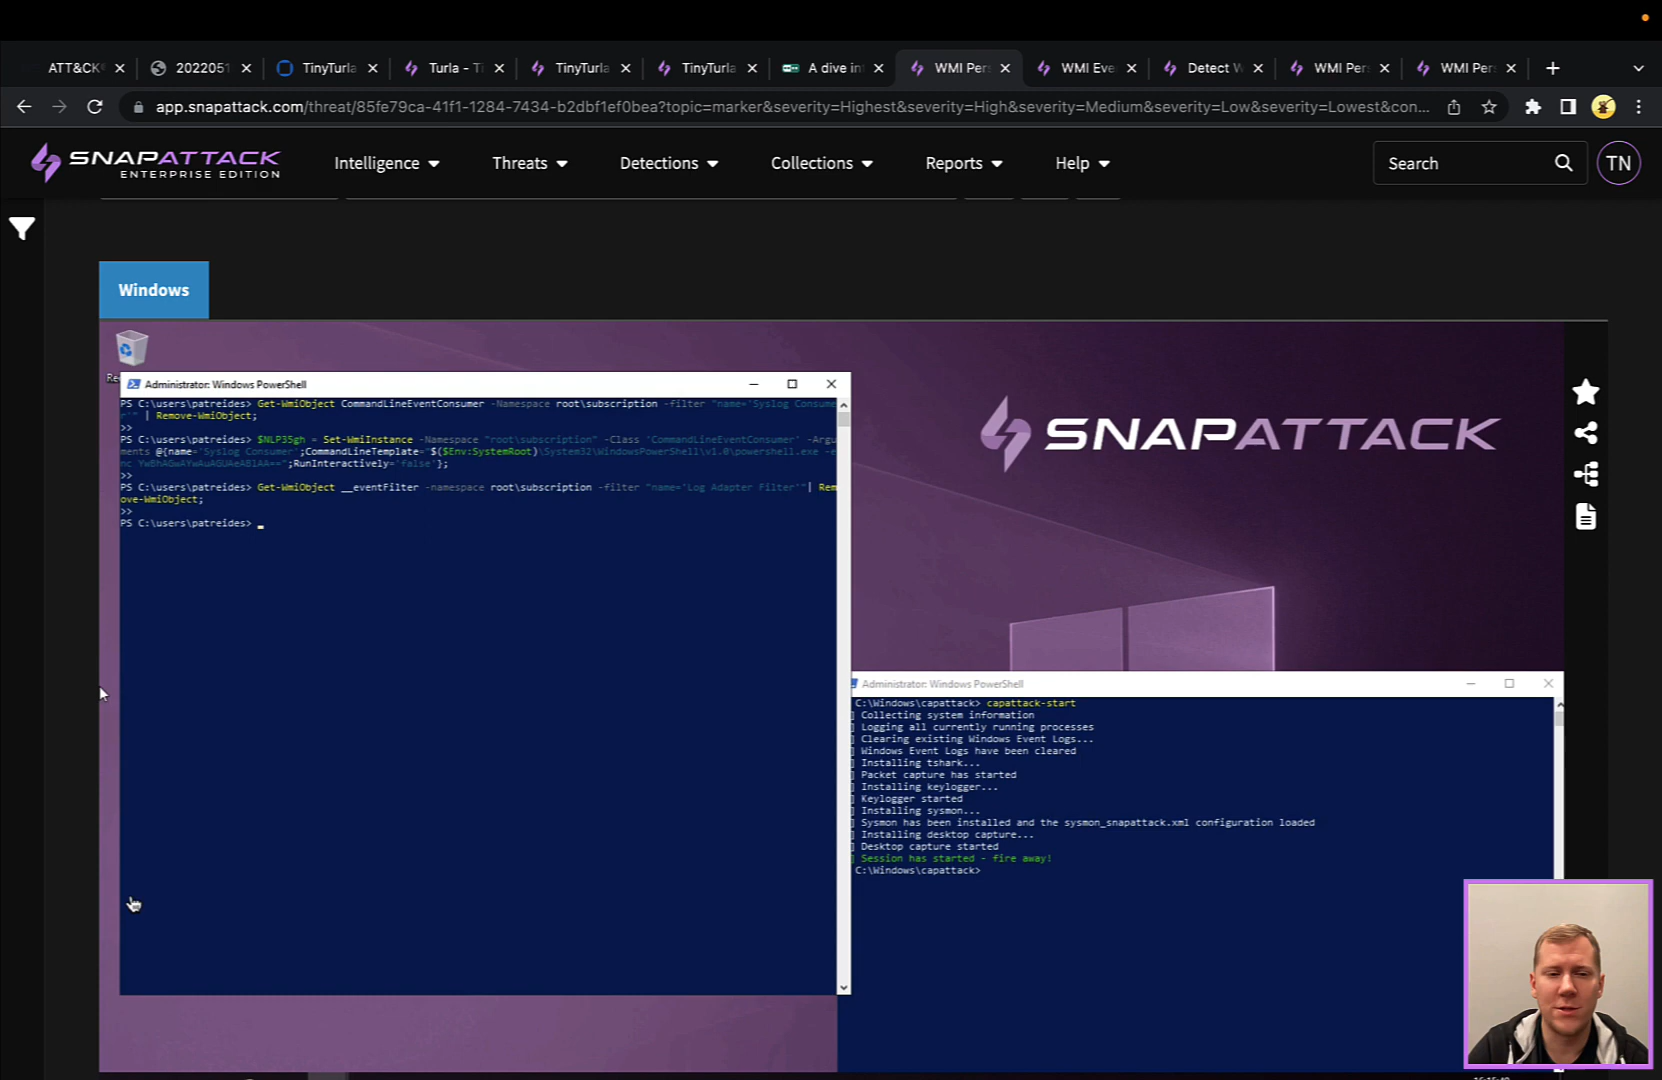 ATT&CK
202205
TinyTurla
Turla - T
TinyTurla
TinyTurla
A dive in
WMI Per
WMI Eve
Detect W
WMI Per
WMI Per
app.snapattack.com/threat/85fe79ca-41f1-1284-7434-b2dbf1ef0bea?topic=marker&severity=Highest&severity=High&severity=Medium&severity=Low&severity=Lowest&con...
SNAPATTACK
ENTERPRISE EDITION
Intelligence
Threats
Detections
Collections
Reports
Help
Search
TN
Windows
Administrator: Windows PowerShell
PS C:\users\patreides> Get-WmiObject CommandLineEventConsumer -Namespace root\subscription -filter "name='Syslog Consume
r'" | Remove-WmiObject;
>>
PS C:\users\patreides> $NLP35gh = Set-WmiInstance -Namespace "root\subscription" -Class 'CommandLineEventConsumer' -Argu
ments @{name='Syslog Consumer';CommandLineTemplate="$($Env:SystemRoot)\System32\WindowsPowerShell\v1.0\powershell.exe -e
;RunInteractively='false'};
>>
PS C:\users\patreides> Get-WmiObject __eventFilter -namespace root\subscription -filter "name='Log Adapter Filter'"| Rem
ove-WmiObject;
>>
PS C:\users\patreides>
SNAPATTACK
Administrator: Windows PowerShell
C:\Windows\capattack> capattack-start
] Collecting system information
] Logging all currently running processes
] Clearing existing Windows Event Logs...
] Windows Event Logs have been cleared
] Installing tshark...
] Packet capture has started
] Installing keylogger...
] Keylogger started
] Installing sysmon...
] Sysmon has been installed and the sysmon_snapattack.xml configuration loaded
] Installing desktop capture...
] Desktop capture started
] Session has started - fire away!
C:\Windows\capattack>